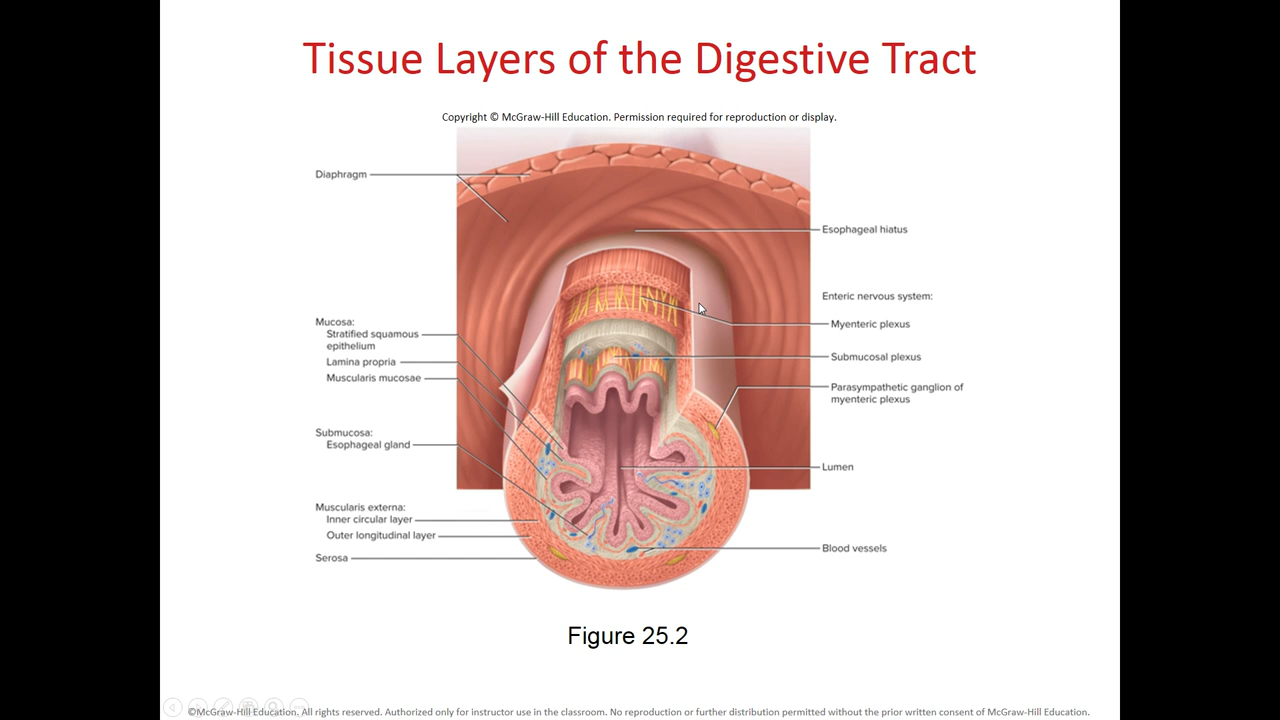 Tissue Layers of the Digestive Tract
Copyright © McGraw-Hill Education. Permission required for reproduction or display.
Diaphragm
Esophageal hiatus
Enteric nervous system:
Myenteric plexus
Submucosal plexus
Parasympathetic ganglion of
myenteric plexus
Lumen
Blood vessels
Mucosa:
Stratified squamous
epithelium
Lamina propria
Muscularis mucosae
Submucosa:
Esophageal gland
Muscularis externa:
Inner circular layer
Outer longitudinal layer
Serosa
Figure 25.2
©McGraw-Hill Education. All rights reserved. Authorized only for instructor use in the classroom. No reproduction or further distribution permitted without the prior written consent of McGraw-Hill Education.